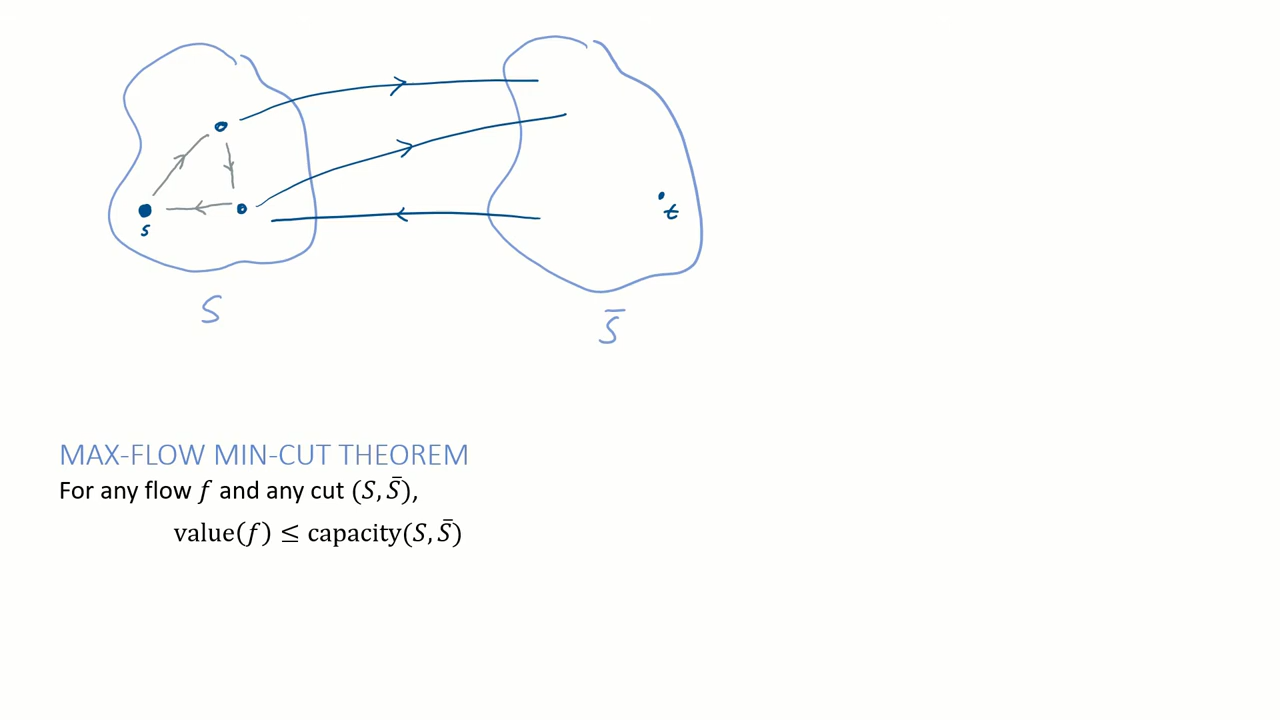 s
t
S
S̄
MAX-FLOW MIN-CUT THEOREM
For any flow 𝑓 and any cut (𝑆, 𝑆̄),
value(𝑓) ≤ capacity(𝑆, 𝑆̄)